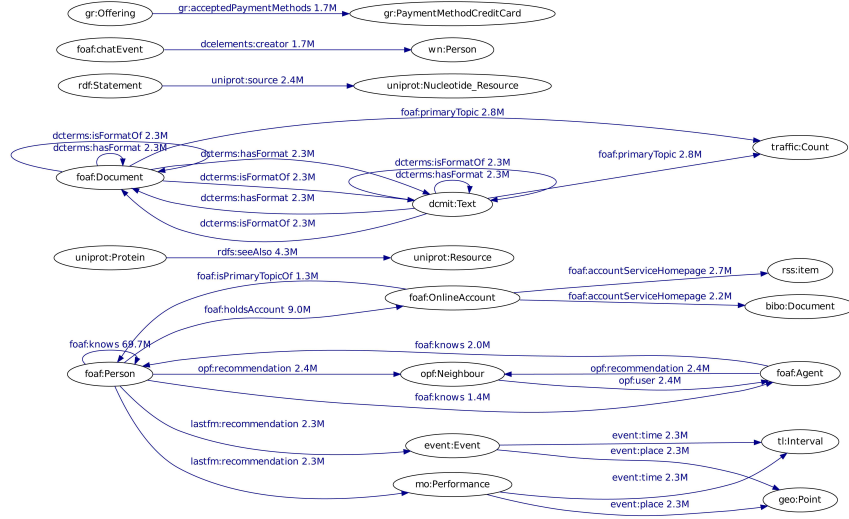 gr:Offering
gr:acceptedPaymentMethods 1.7M
gr:PaymentMethodCreditCard
foaf:chatEvent
dcelements:creator 1.7M
wn:Person
rdf:Statement
uniprot:source 2.4M
uniprot:Nucleotide_Resource
foaf:primaryTopic 2.8M
dcterms:isFormatOf 2.3M
dcterms:hasFormat 2.3M
dcterms:hasFormat 2.3M
foaf:primaryTopic 2.8M
traffic:Count
dcterms:isFormatOf 2.3M
dcterms:hasFormat 2.3M
foaf:Document
dcterms:isFormatOf 2.3M
dcterms:hasFormat 2.3M
dcmit:Text
dcterms:isFormatOf 2.3M
uniprot:Protein
rdfs:seeAlso 4.3M
uniprot:Resource
foaf:isPrimaryTopicOf 1.3M
foaf:accountServiceHomepage 2.7M
rss:item
foaf:OnlineAccount
foaf:accountServiceHomepage 2.2M
bibo:Document
foaf:holdsAccount 9.0M
foaf:knows 69.7M
foaf:knows 2.0M
foaf:Person
opf:recommendation 2.4M
opf:Neighbour
opf:recommendation 2.4M
opf:user 2.4M
foaf:Agent
foaf:knows 1.4M
lastfm:recommendation 2.3M
event:Event
event:time 2.3M
tl:Interval
event:place 2.3M
lastfm:recommendation 2.3M
mo:Performance
event:time 2.3M
event:place 2.3M
geo:Point